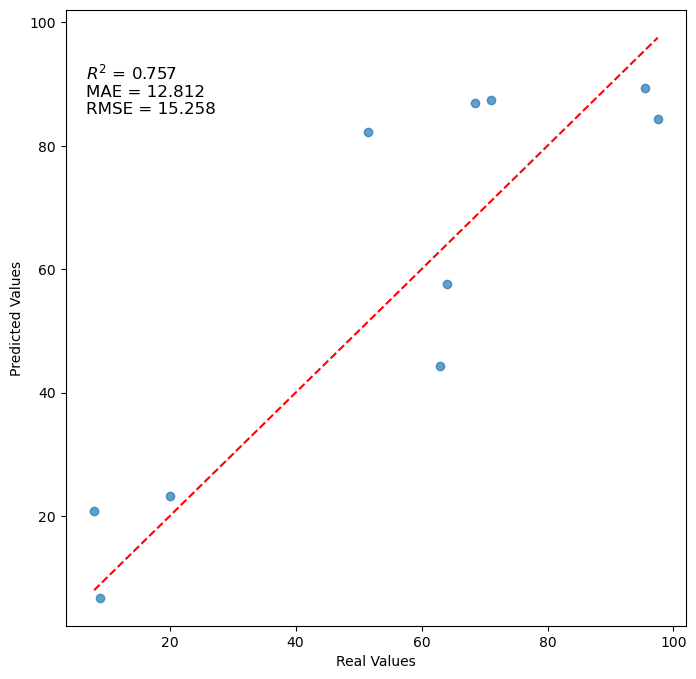 R² = 0.757
MAE = 12.812
RMSE = 15.258
100
80
60
40
20
Predicted Values
20 40 60 80 100
Real Values